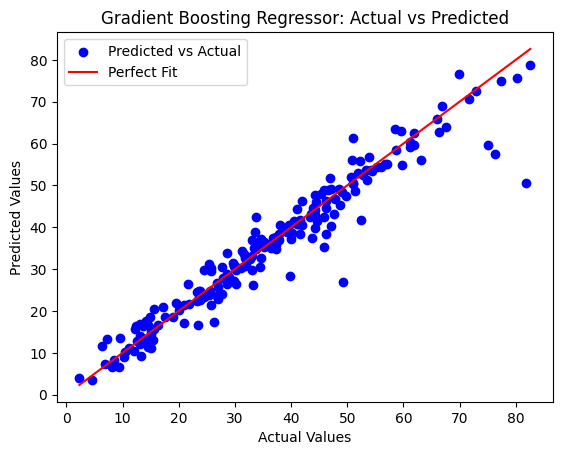 Gradient Boosting Regressor: Actual vs Predicted
Predicted vs Actual
Perfect Fit
Predicted Values
80
70
60
50
40
30
20
10
0
0 10 20 30 40 50 60 70 80
Actual Values